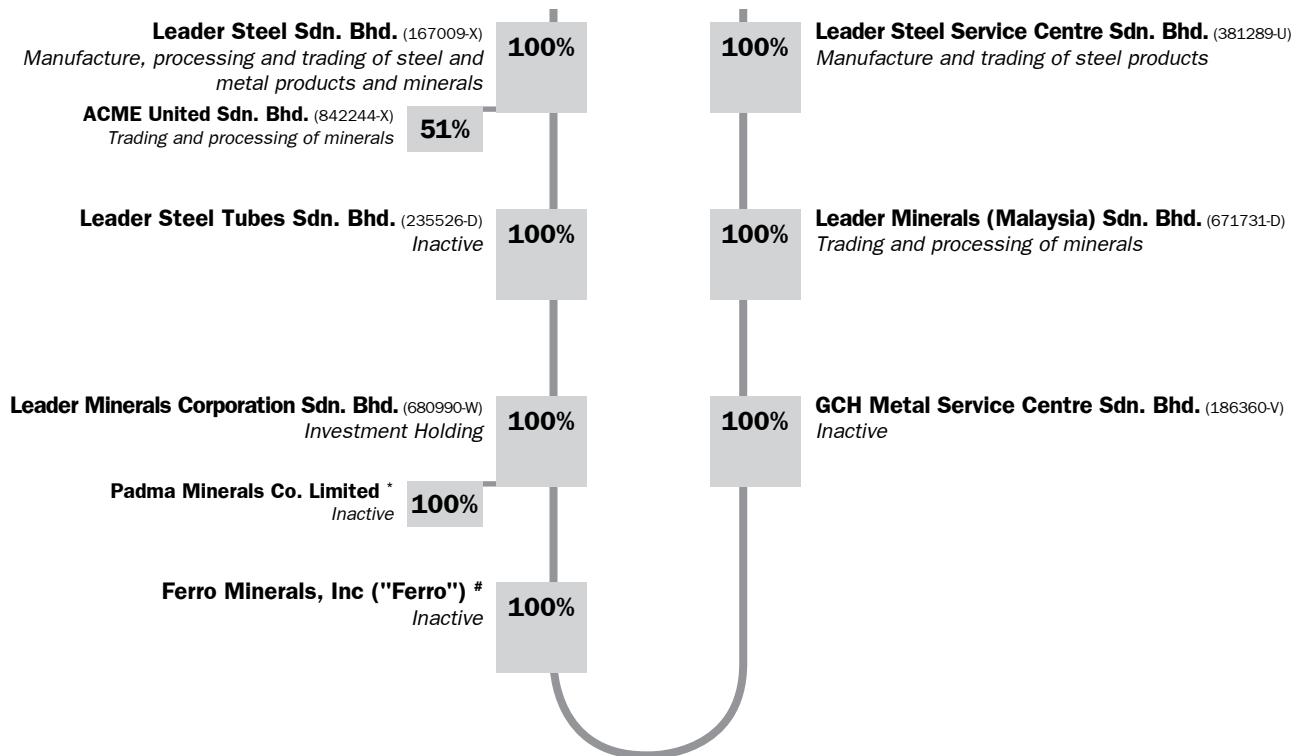 Leader Steel Sdn. Bhd. (167009-X)
Manufacture, processing and trading of steel and
metal products and minerals
100%
ACME United Sdn. Bhd. (842244-X)
Trading and processing of minerals
51%
Leader Steel Tubes Sdn. Bhd. (235526-D)
Inactive
100%
Leader Minerals Corporation Sdn. Bhd. (680990-W)
Investment Holding
100%
Padma Minerals Co. Limited *
Inactive
100%
Ferro Minerals, Inc ("Ferro") #
Inactive
100%
100%
Leader Steel Service Centre Sdn. Bhd. (381289-U)
Manufacture and trading of steel products
100%
Leader Minerals (Malaysia) Sdn. Bhd. (671731-D)
Trading and processing of minerals
100%
GCH Metal Service Centre Sdn. Bhd. (186360-V)
Inactive